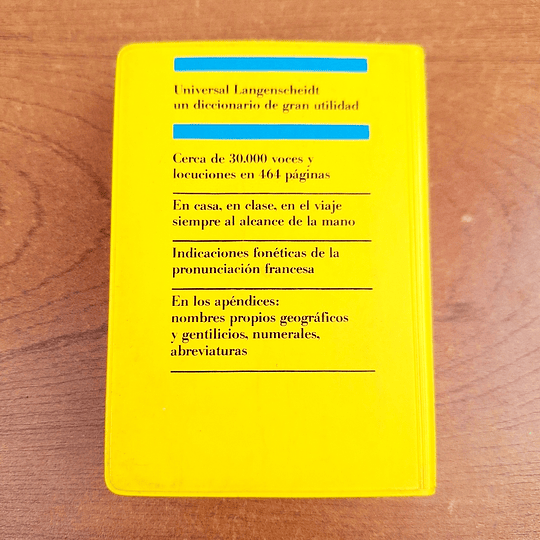 Universal Langenscheidt
un diccionario de gran utilidad
Cerca de 30.000 voces y
locuciones en 464 páginas
En casa, en clase, en el viaje
siempre al alcance de la mano
Indicaciones fonéticas de la
pronunciación francesa
En los apéndices:
nombres propios geográficos
y gentilicios, numerales,
abreviaturas